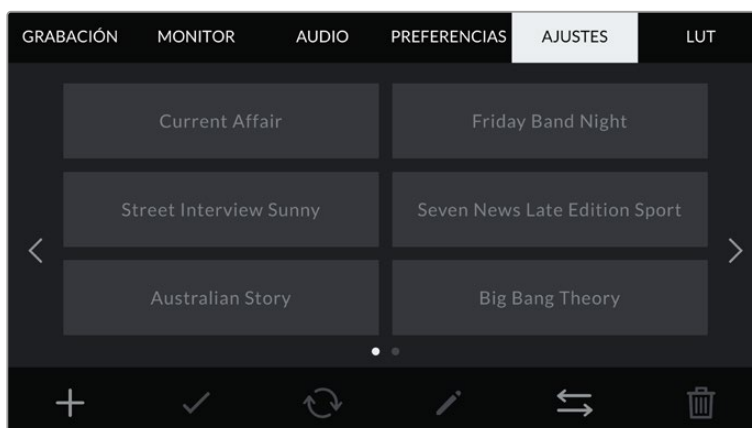 GRABACIÓN MONITOR AUDIO PREFERENCIAS AJUSTES LUT
Current Affair Friday Band Night
Street Interview Sunny Seven News Late Edition Sport
Australian Story Big Bang Theory